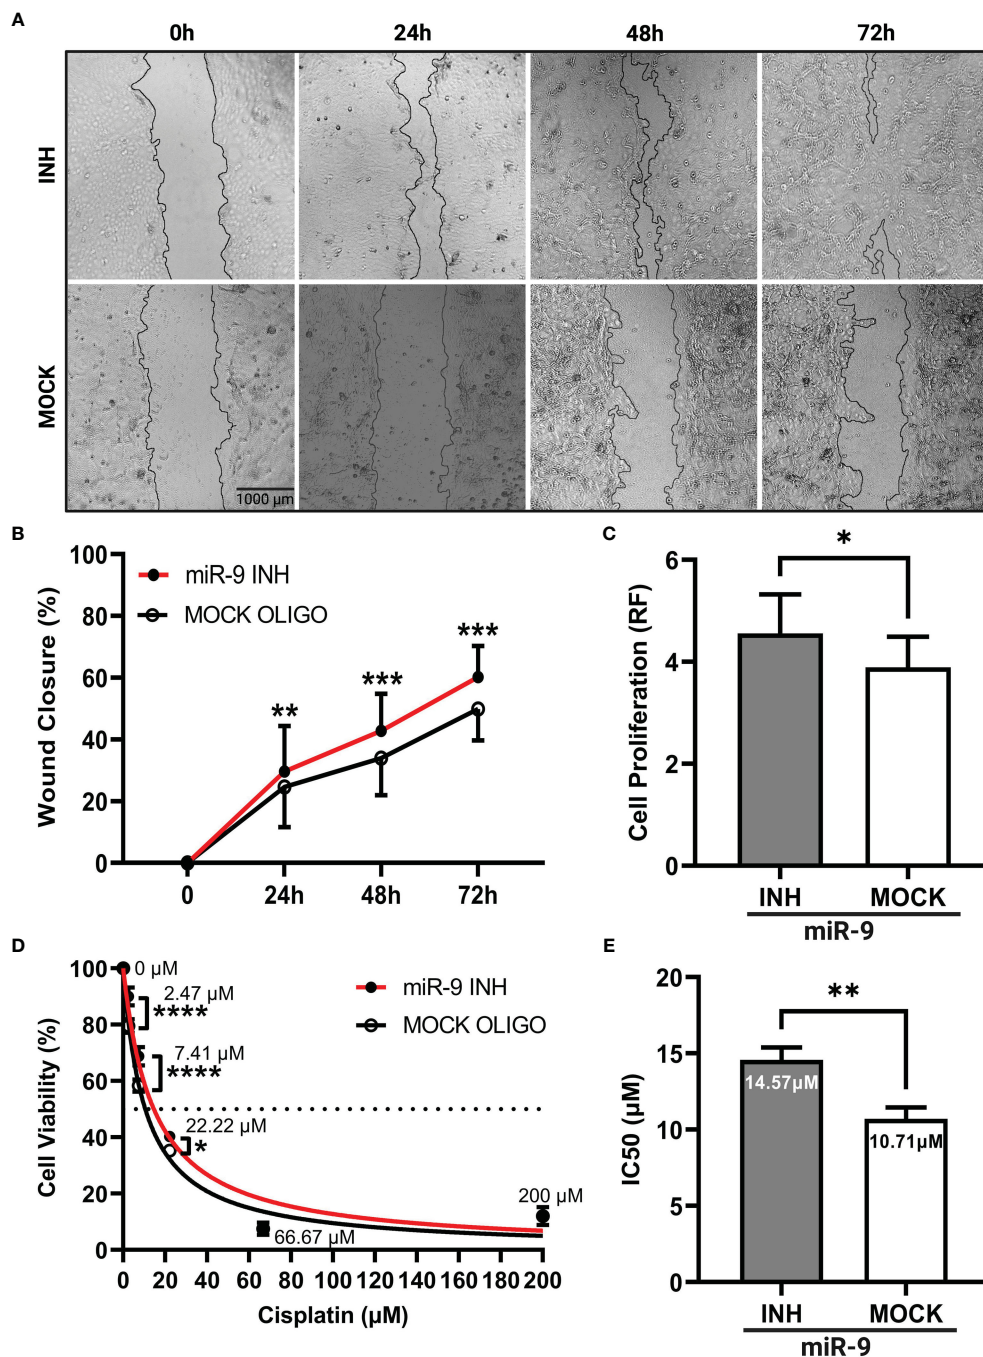 A
0h 24h 48h 72h
INH
MOCK
1000 µm
B
100
80
60
40
20
0
Wound Closure (%)
miR-9 INH
MOCK OLIGO
** *** ***
0 24h 48h 72h
C
6
4
2
0
Cell Proliferation (RF)
*
INH MOCK
miR-9
D
100
80
60
40
20
0
Cell Viability (%)
0 µM
2.47 µM
****
7.41 µM
****
22.22 µM
*
66.67 µM
200 µM
miR-9 INH
MOCK OLIGO
0 20 40 60 80 100 120 140 160 180 200
Cisplatin (µM)
E
20
15
10
5
0
IC50 (µM)
**
14.57µM
10.71µM
INH MOCK
miR-9